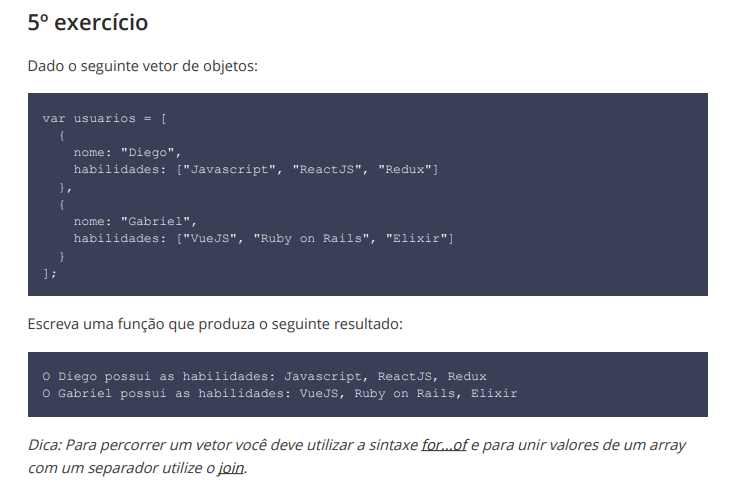 5º exercício
Dado o seguinte vetor de objetos:
var usuarios = [
  {
    nome: "Diego",
    habilidades: ["Javascript", "ReactJS", "Redux"]
  },
  {
    nome: "Gabriel",
    habilidades: ["VueJS", "Ruby on Rails", "Elixir"]
  }
];
Escreva uma função que produza o seguinte resultado:
O Diego possui as habilidades: Javascript, ReactJS, Redux
O Gabriel possui as habilidades: VueJS, Ruby on Rails, Elixir
Dica: Para percorrer um vetor você deve utilizar a sintaxe for...of e para unir valores de um array
com um separador utilize o join.